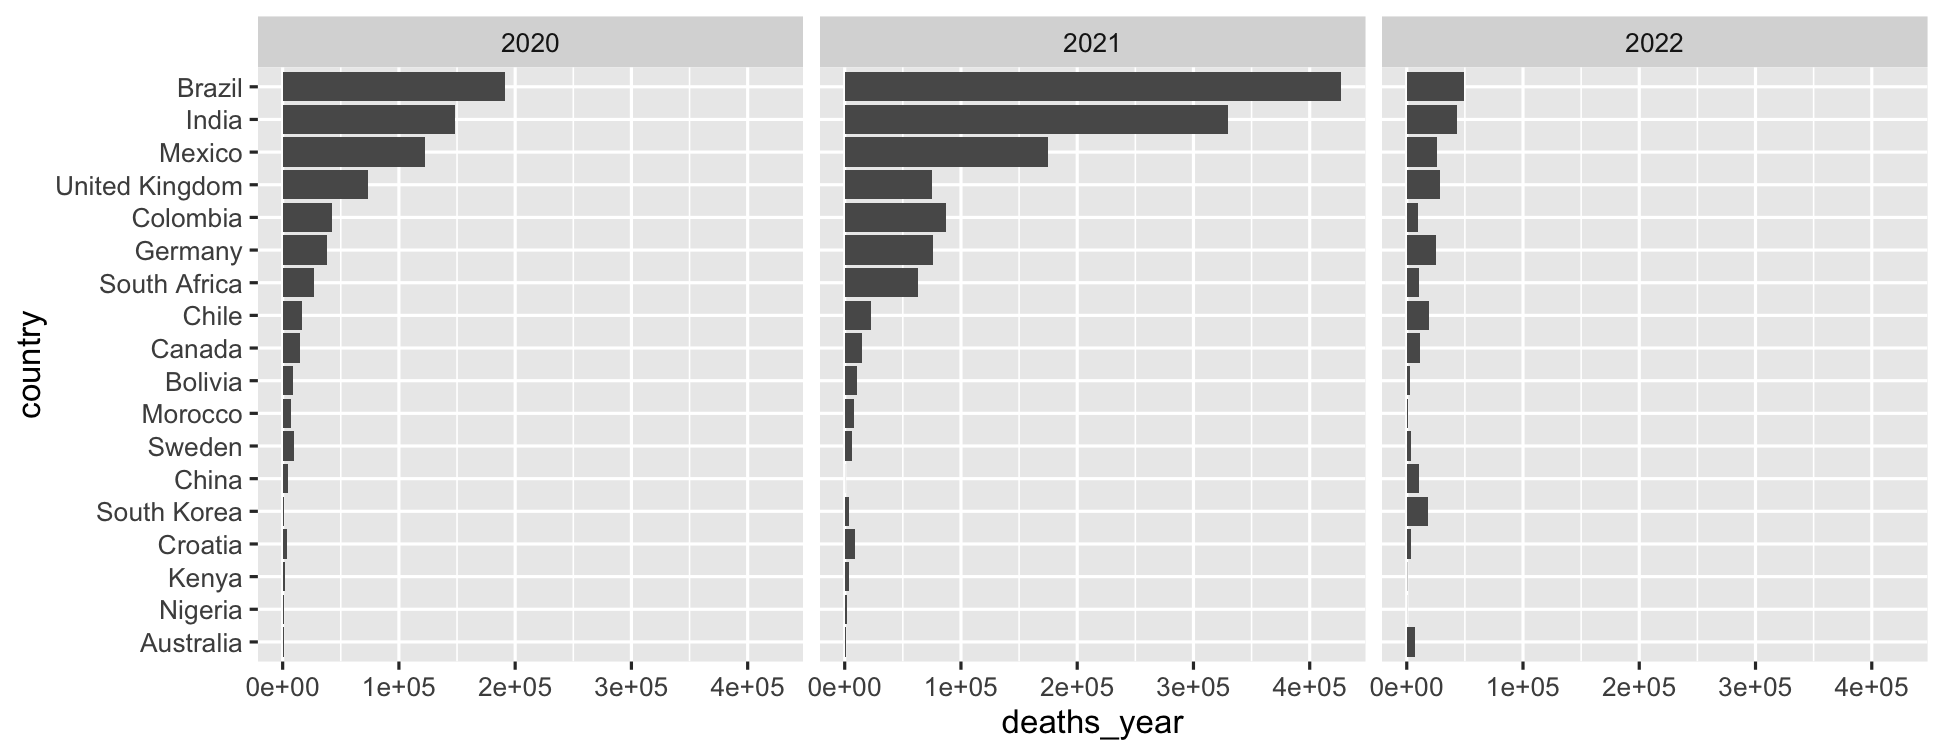 2020 2021 2022
Brazil
India
Mexico
United Kingdom
Colombia
Germany
South Africa
Chile
Canada
Bolivia
Morocco
Sweden
China
South Korea
Croatia
Kenya
Nigeria
Australia
country
0e+00 1e+05 2e+05 3e+05 4e+05 0e+00 1e+05 2e+05 3e+05 4e+05 0e+00 1e+05 2e+05 3e+05 4e+05
deaths_year